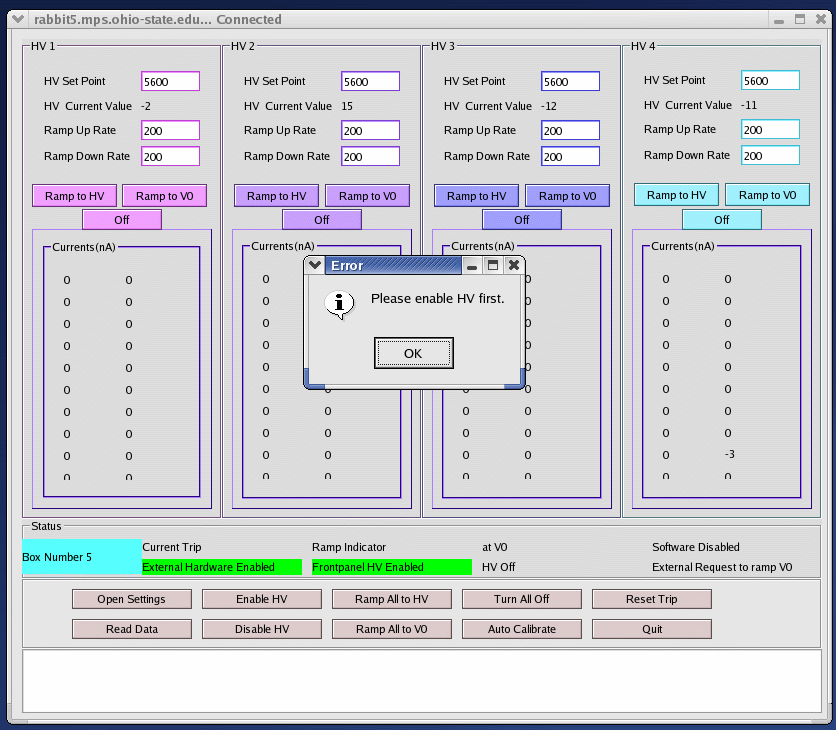 rabbit5.mps.ohio-state.edu... Connected
HV 1
HV Set Point 5600
HV Current Value -2
Ramp Up Rate 200
Ramp Down Rate 200
Ramp to HV Ramp to V0
Off
Currents(nA)
0 0
0 0
0 0
0 0
0 0
0 0
0 0
0 0
0 0
0 0
HV 2
HV Set Point 5600
HV Current Value 15
Ramp Up Rate 200
Ramp Down Rate 200
Ramp to HV Ramp to V0
Off
Currents(nA)
0
0
0
0
0
0 0
0 0
0 0
0 0
0 0
HV 3
HV Set Point 5600
HV Current Value -12
Ramp Up Rate 200
Ramp Down Rate 200
Ramp to HV Ramp to V0
Off
Currents(nA)
0
0
0
0
0
0 0
0 0
0 0
0 0
0 0
HV 4
HV Set Point 5600
HV Current Value -11
Ramp Up Rate 200
Ramp Down Rate 200
Ramp to HV Ramp to V0
Off
Currents(nA)
0 0
0 0
0 0
0 0
0 0
0 0
0 0
0 0
0 -3
0 0
Error
Please enable HV first.
OK
Status
Box Number 5
Current Trip Ramp Indicator at V0 Software Disabled
External Hardware Enabled Frontpanel HV Enabled HV Off External Request to ramp V0
Open Settings Enable HV Ramp All to HV Turn All Off Reset Trip
Read Data Disable HV Ramp All to V0 Auto Calibrate Quit